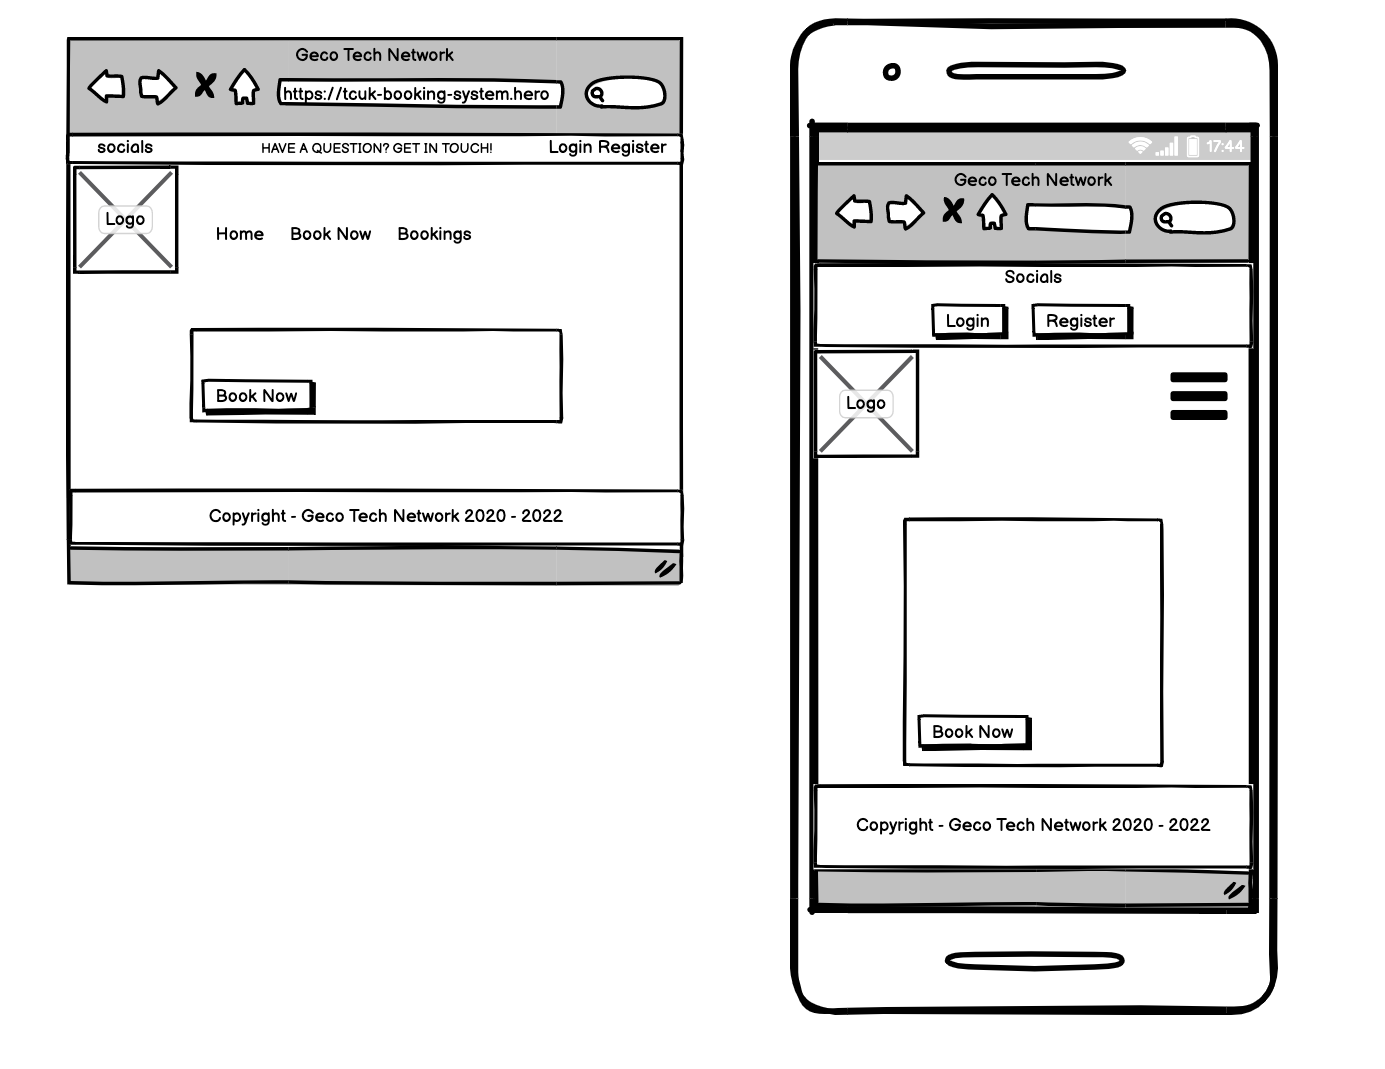 Geco Tech Network
https://tcuk-booking-system.hero
socials
HAVE A QUESTION? GET IN TOUCH!
Login Register
Logo
Home
Book Now
Bookings
Book Now
Copyright - Geco Tech Network 2020 - 2022
17:44
Geco Tech Network
Socials
Login
Register
Logo
Book Now
Copyright - Geco Tech Network 2020 - 2022